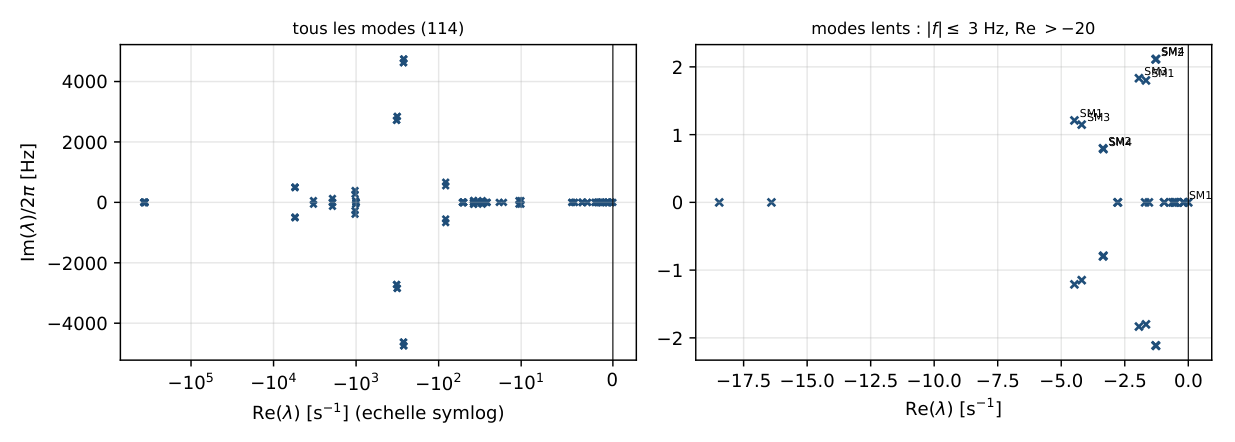 tous les modes (114)
4000
2000
0
−2000
−4000
Im(λ)/2π [Hz]
−10⁵
−10⁴
−10³
−10²
−10¹
0
Re(λ) [s⁻¹] (echelle symlog)
modes lents : |f| ≤ 3 Hz, Re > −20
2
1
0
−1
−2
SM2
SM4
SM3
SM1
SM1
SM3
SM2
SM4
SM1
−17.5
−15.0
−12.5
−10.0
−7.5
−5.0
−2.5
0.0
Re(λ) [s⁻¹]